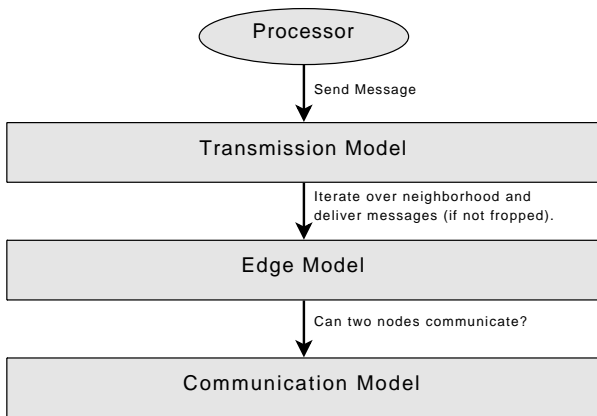 Processor
Send Message
Transmission Model
Iterate over neighborhood and
deliver messages (if not fropped).
Edge Model
Can two nodes communicate?
Communication Model